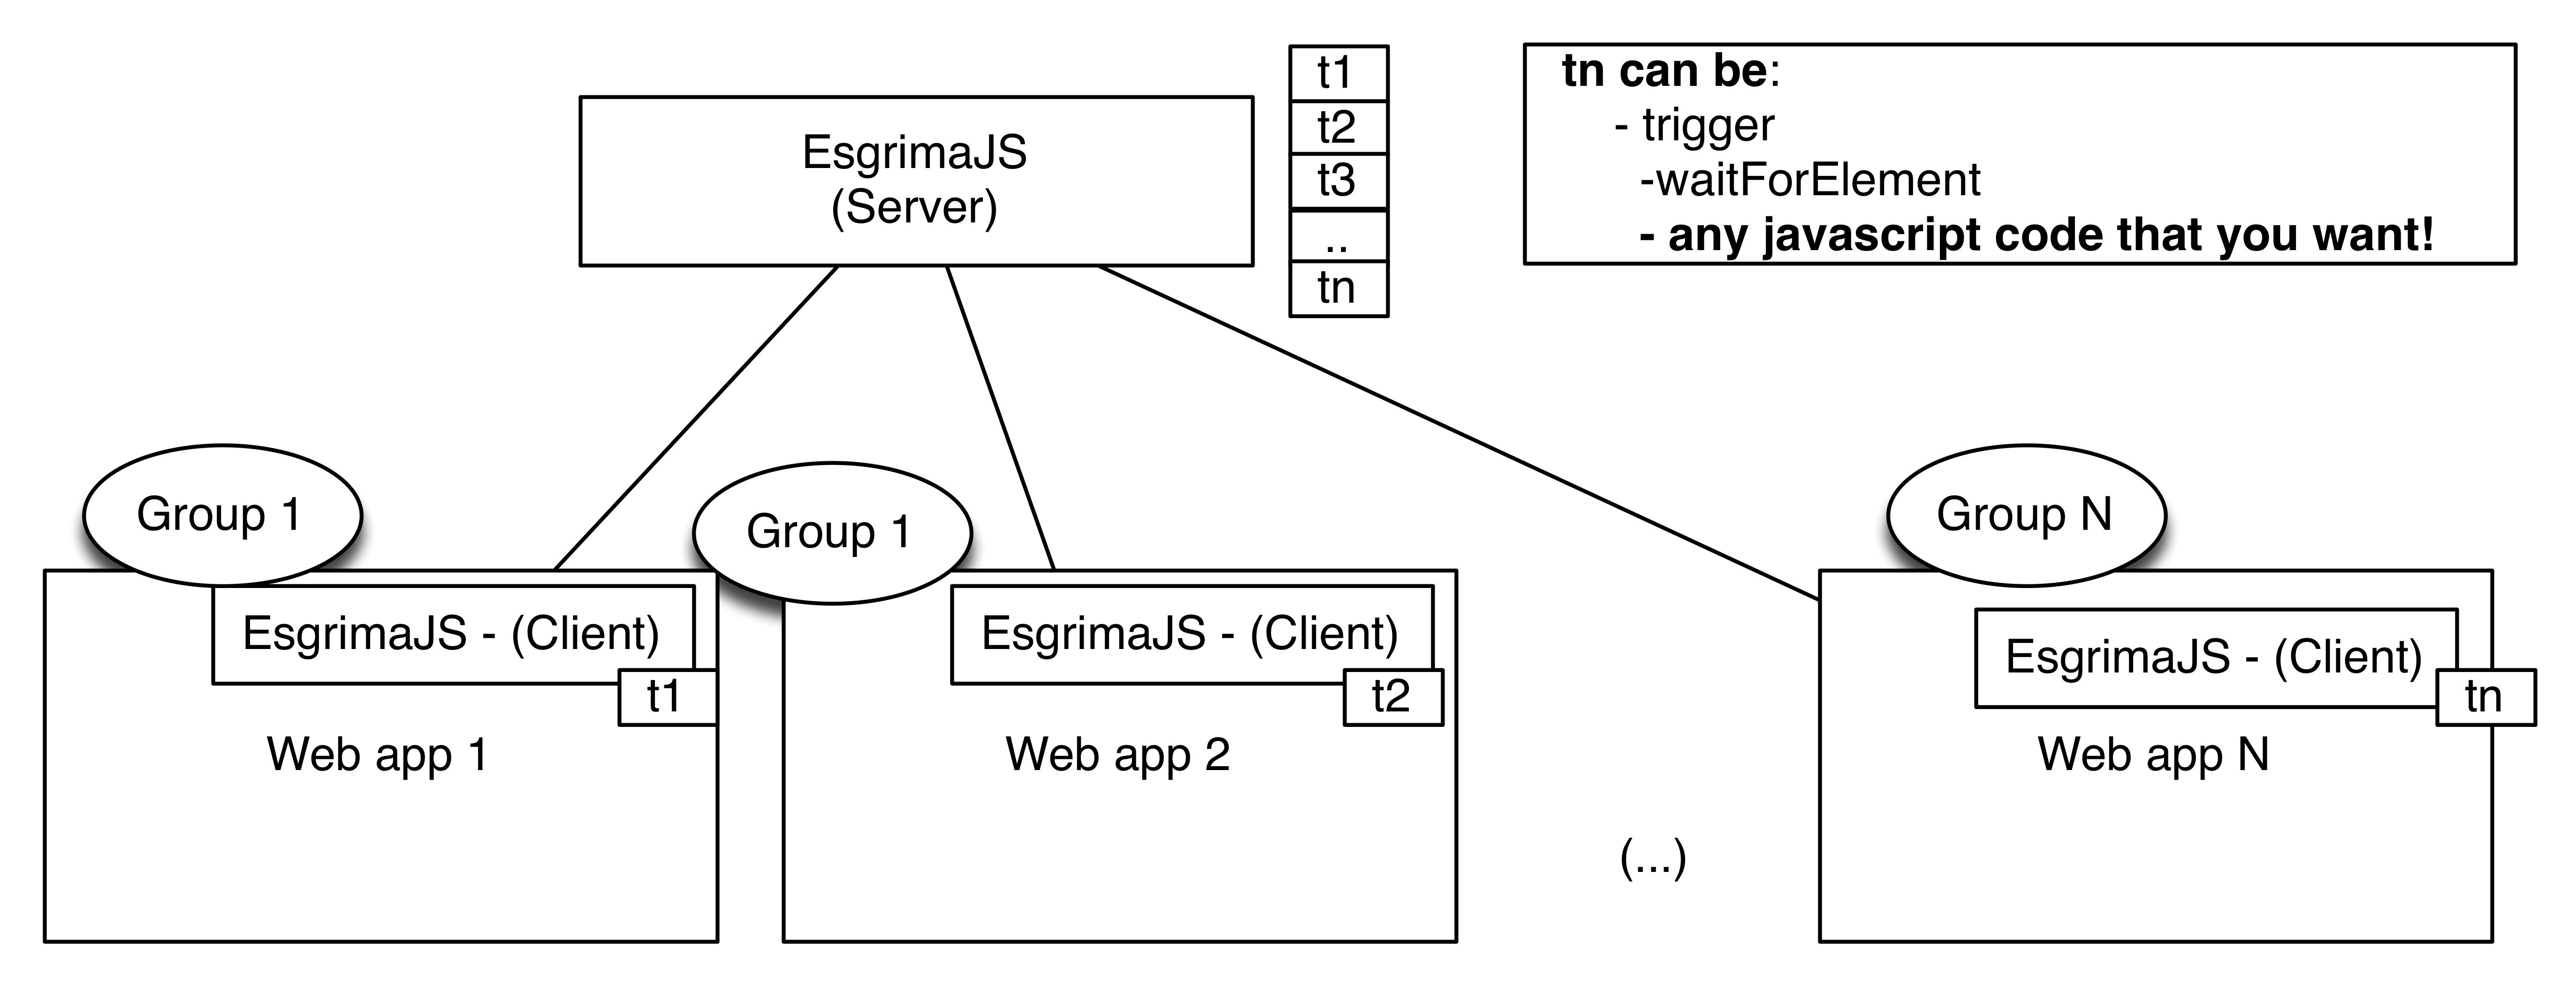 EsgrimaJS
(Server)
t1
t2
t3
..
tn
tn can be:
- trigger
-waitForElement
- any javascript code that you want!
Group 1
EsgrimaJS - (Client)
t1
Web app 1
Group 1
EsgrimaJS - (Client)
t2
Web app 2
(...)
Group N
EsgrimaJS - (Client)
tn
Web app N